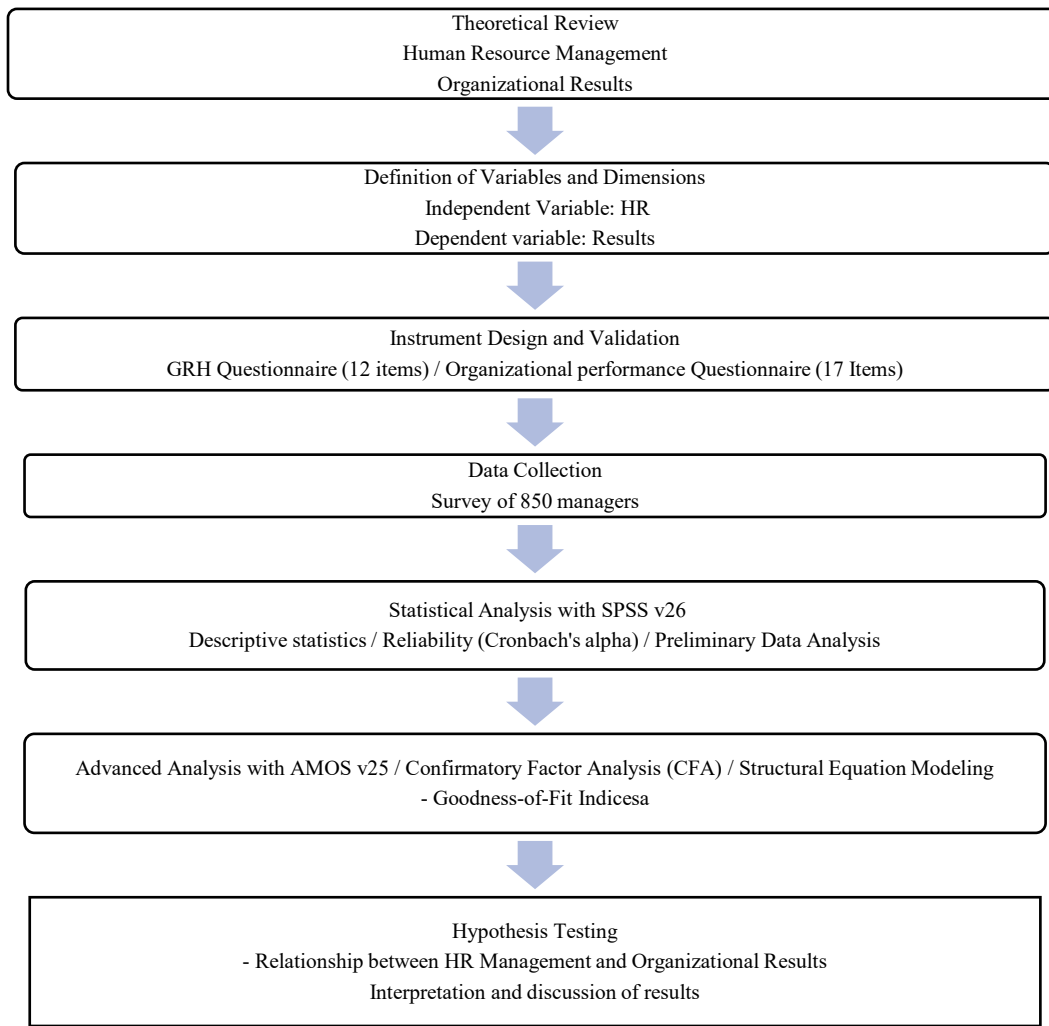 Theoretical Review
Human Resource Management
Organizational Results
Definition of Variables and Dimensions
Independent Variable: HR
Dependent variable: Results
Instrument Design and Validation
GRH Questionnaire (12 items) / Organizational performance Questionnaire (17 Items)
Data Collection
Survey of 850 managers
Statistical Analysis with SPSS v26
Descriptive statistics / Reliability (Cronbach's alpha) / Preliminary Data Analysis
Advanced Analysis with AMOS v25 / Confirmatory Factor Analysis (CFA) / Structural Equation Modeling
- Goodness-of-Fit Indicesa
Hypothesis Testing
- Relationship between HR Management and Organizational Results
Interpretation and discussion of results